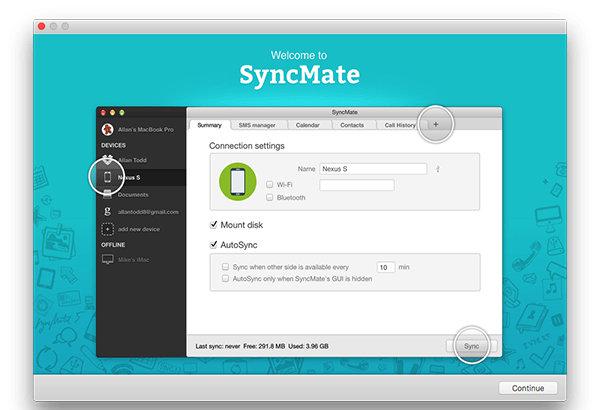 Welcome to
SyncMate
SyncMate
Allan's MacBook Pro
DEVICES
Allan Todd
Nexus S
Documents
allantodd8@gmail.com
add new device
OFFLINE
Mike's iMac
Summary SMS manager Calendar Contacts Call History +
Connection settings
Name Nexus S
Wi-Fi
Bluetooth
Mount disk
AutoSync
Sync when other side is available every 10 min
AutoSync only when SyncMate's GUI is hidden
Last sync: never Free: 291.8 MB Used: 3.96 GB Sync
Continue